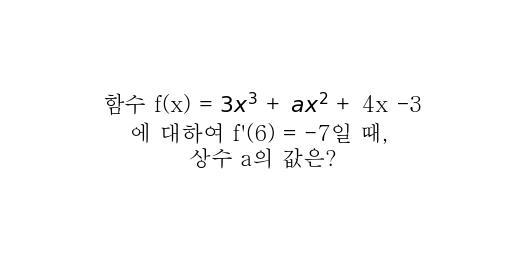 함수 f(x) = 3x³ + ax² + 4x -3
에 대하여 f'(6) = -7일 때,
상수 a의 값은?